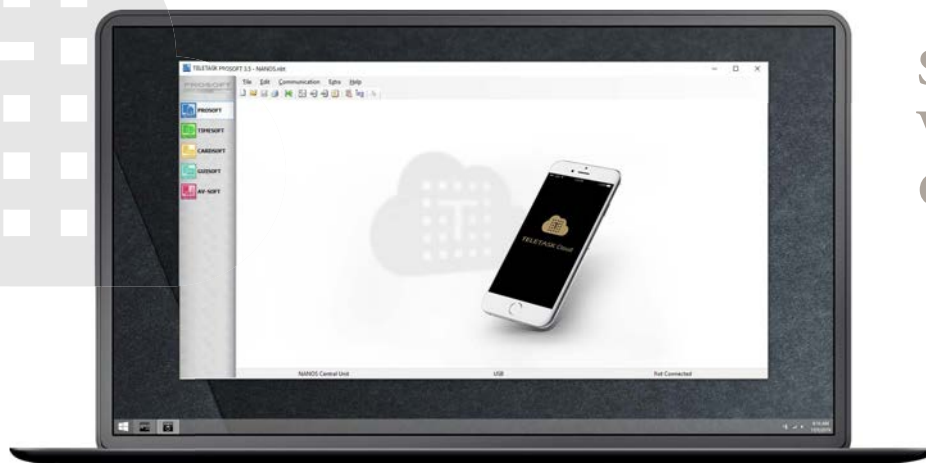 TELETASK PROSOFT 3.5 - NANOS.nbt
PROSOFT
File Edit Communication Extra Help
PROSOFT
TIMESOFT
CARDSOFT
GUISOFT
AV-SOFT
T
TELETASK Cloud
NANOS Central Unit USB Not Connected